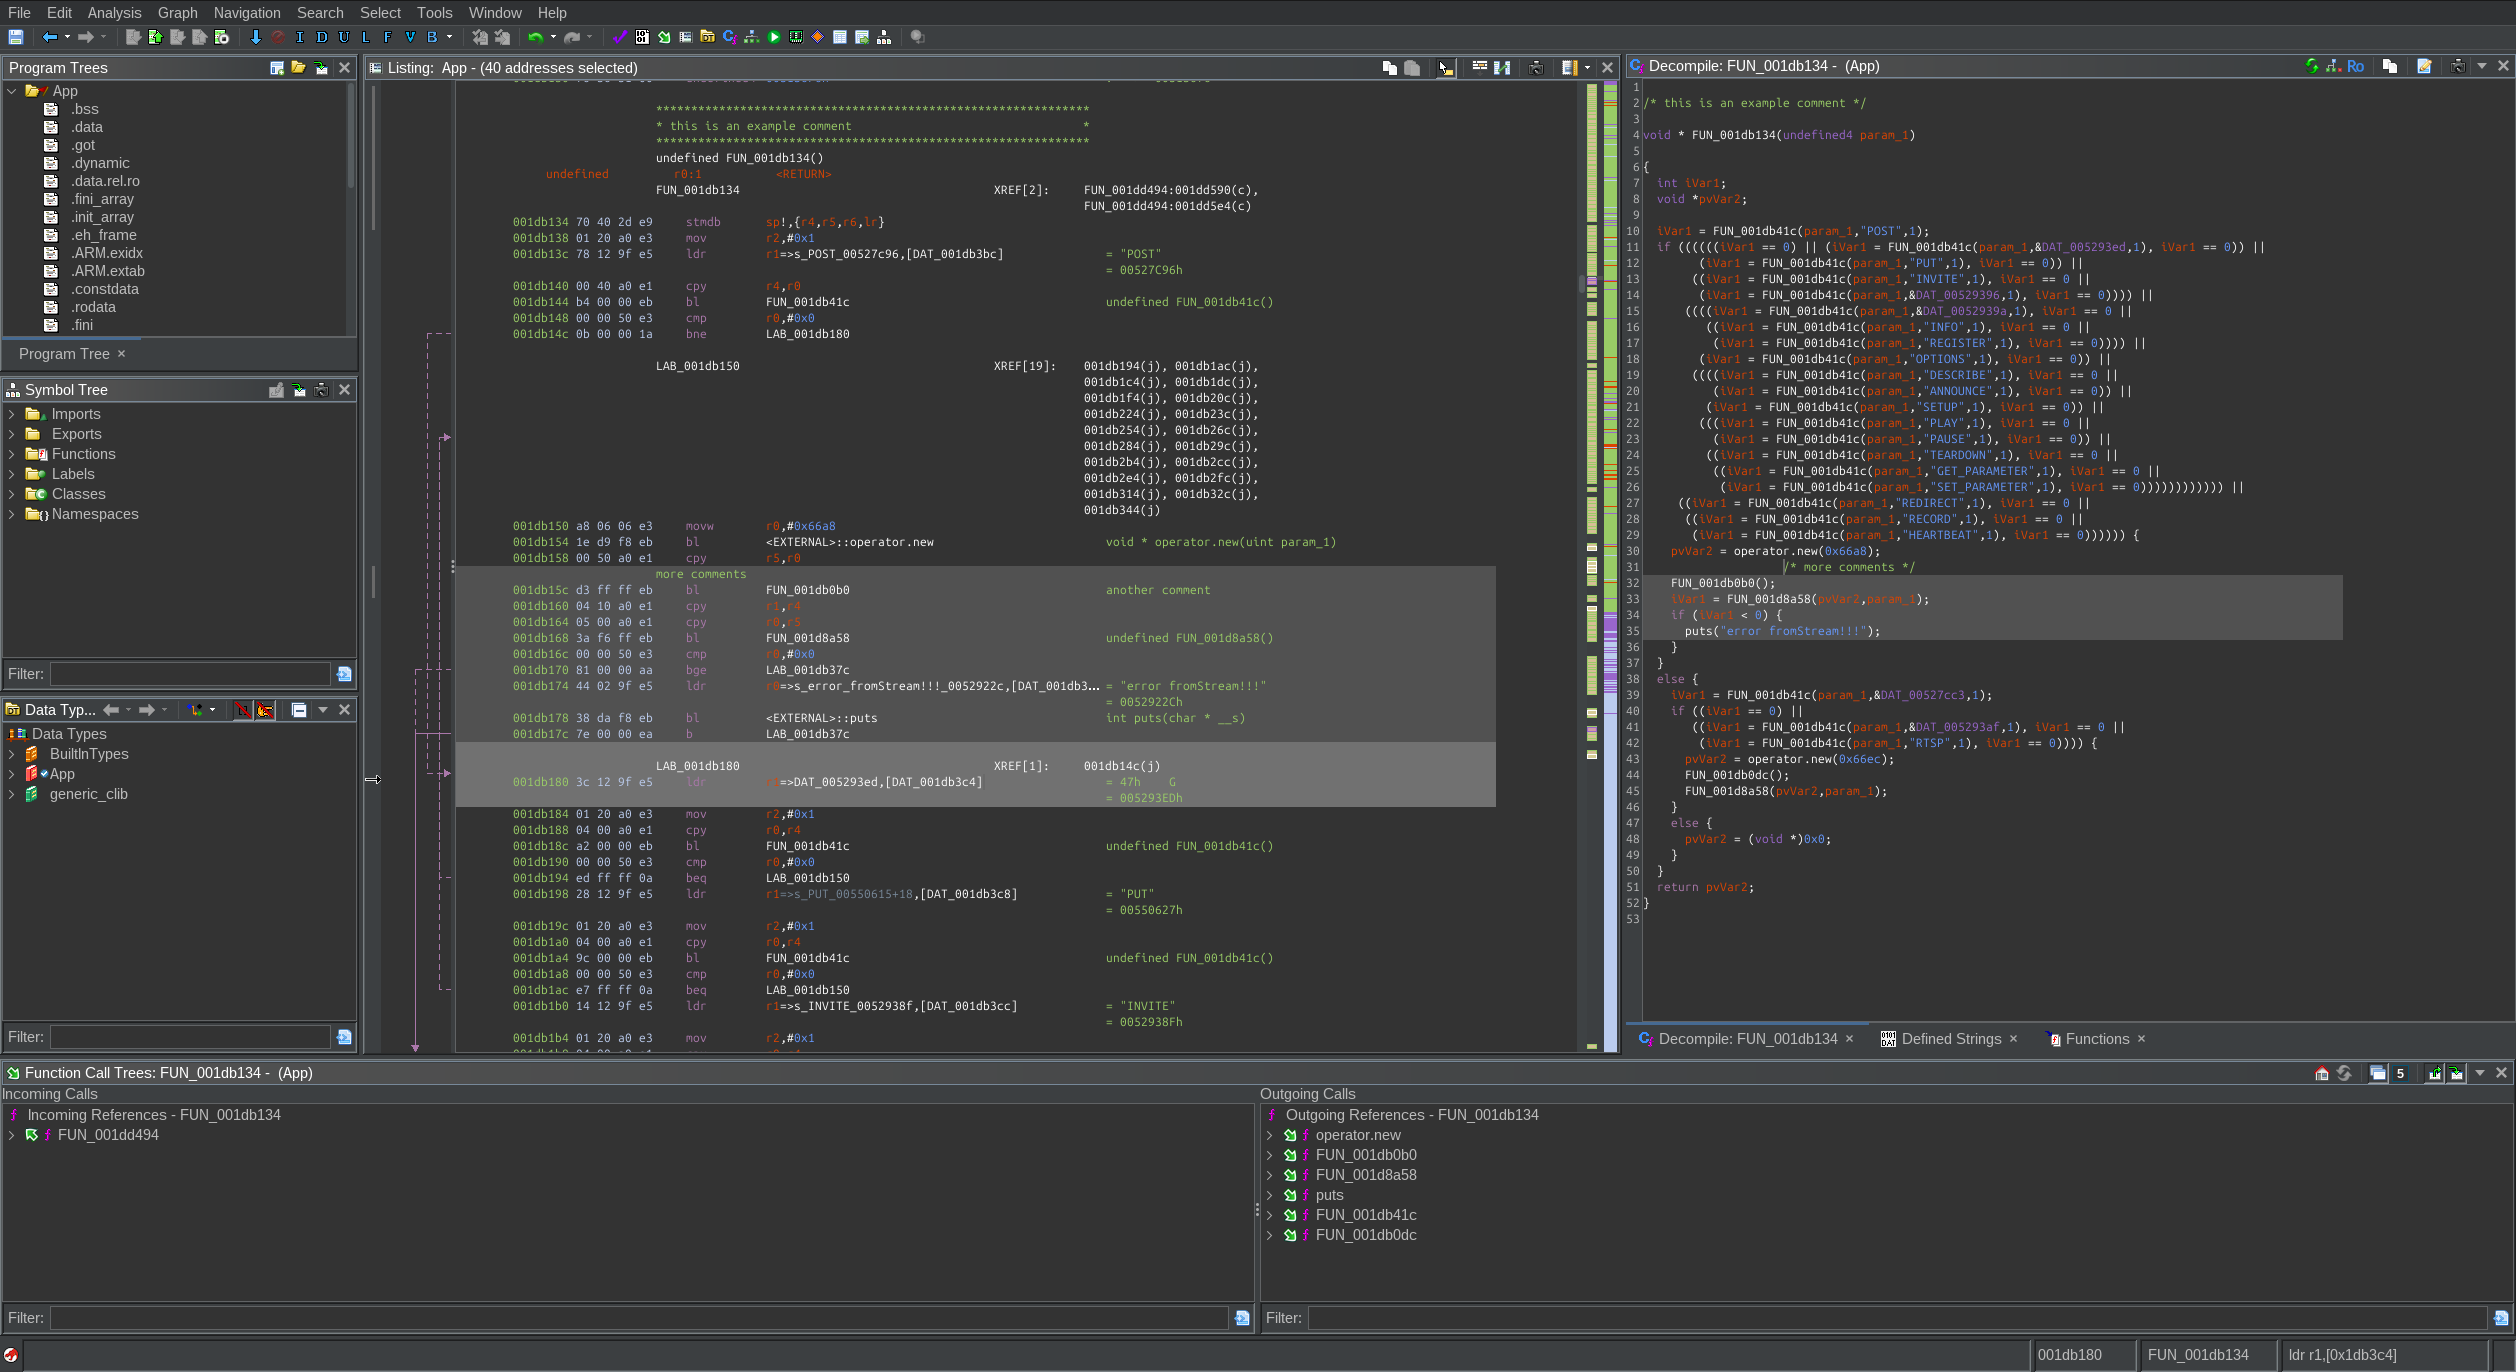 File Edit Analysis Graph Navigation Search Select Tools Window Help
I D U L F V B
Program Trees
App
.bss
.data
.got
.dynamic
.data.rel.ro
.fini_array
.init_array
.eh_frame
.ARM.exidx
.ARM.extab
.constdata
.rodata
.fini
Program Tree ×
Symbol Tree
Imports
Exports
Functions
Labels
Classes
Namespaces
Filter:
Data Typ...
Data Types
BuiltInTypes
App
generic_clib
Filter:
Listing: App - (40 addresses selected)
**************************************************************
* this is an example comment *
**************************************************************
undefined FUN_001db134()
undefined r0:1 <RETURN>
FUN_001db134 XREF[2]: FUN_001dd494:001dd590(c),
FUN_001dd494:001dd5e4(c)
001db134 70 40 2d e9 stmdb sp!,{r4,r5,r6,lr}
001db138 01 20 a0 e3 mov r2,#0x1
001db13c 78 12 9f e5 ldr r1=>s_POST_00527c96,[DAT_001db3bc] = "POST"
= 00527C96h
001db140 00 40 a0 e1 cpy r4,r0
001db144 b4 00 00 eb bl FUN_001db41c undefined FUN_001db41c()
001db148 00 00 50 e3 cmp r0,#0x0
001db14c 0b 00 00 1a bne LAB_001db180
LAB_001db150 XREF[19]: 001db194(j), 001db1ac(j),
001db1c4(j), 001db1dc(j),
001db1f4(j), 001db20c(j),
001db224(j), 001db23c(j),
001db254(j), 001db26c(j),
001db284(j), 001db29c(j),
001db2b4(j), 001db2cc(j),
001db2e4(j), 001db2fc(j),
001db314(j), 001db32c(j),
001db344(j)
001db150 a8 06 06 e3 movw r0,#0x66a8
001db154 1e d9 f8 eb bl <EXTERNAL>::operator.new void * operator.new(uint param_1)
001db158 00 50 a0 e1 cpy r5,r0
more comments
001db15c d3 ff ff eb bl FUN_001db0b0 another comment
001db160 04 10 a0 e1 cpy r1,r4
001db164 05 00 a0 e1 cpy r0,r5
001db168 3a f6 ff eb bl FUN_001d8a58 undefined FUN_001d8a58()
001db16c 00 00 50 e3 cmp r0,#0x0
001db170 81 00 00 aa bge LAB_001db37c
001db174 44 02 9f e5 ldr r0=>s_error_fromStream!!!_0052922c,[DAT_001db3... = "error fromStream!!!"
= 0052922Ch
001db178 38 da f8 eb bl <EXTERNAL>::puts int puts(char * __s)
001db17c 7e 00 00 ea b LAB_001db37c
LAB_001db180 XREF[1]: 001db14c(j)
001db180 3c 12 9f e5 ldr r1=>DAT_005293ed,[DAT_001db3c4] = 47h G
= 005293EDh
001db184 01 20 a0 e3 mov r2,#0x1
001db188 04 00 a0 e1 cpy r0,r4
001db18c a2 00 00 eb bl FUN_001db41c undefined FUN_001db41c()
001db190 00 00 50 e3 cmp r0,#0x0
001db194 ed ff ff 0a beq LAB_001db150
001db198 28 12 9f e5 ldr r1=>s_PUT_00550615+18,[DAT_001db3c8] = "PUT"
= 00550627h
001db19c 01 20 a0 e3 mov r2,#0x1
001db1a0 04 00 a0 e1 cpy r0,r4
001db1a4 9c 00 00 eb bl FUN_001db41c undefined FUN_001db41c()
001db1a8 00 00 50 e3 cmp r0,#0x0
001db1ac e7 ff ff 0a beq LAB_001db150
001db1b0 14 12 9f e5 ldr r1=>s_INVITE_0052938f,[DAT_001db3cc] = "INVITE"
= 0052938Fh
001db1b4 01 20 a0 e3 mov r2,#0x1
Decompile: FUN_001db134 - (App)
Ro
1
2 /* this is an example comment */
3
4 void * FUN_001db134(undefined4 param_1)
5
6 {
7 int iVar1;
8 void *pvVar2;
9
10 iVar1 = FUN_001db41c(param_1,"POST",1);
11 if ((((((iVar1 == 0) || (iVar1 = FUN_001db41c(param_1,&DAT_005293ed,1), iVar1 == 0)) ||
12 (iVar1 = FUN_001db41c(param_1,"PUT",1), iVar1 == 0)) ||
13 ((iVar1 = FUN_001db41c(param_1,"INVITE",1), iVar1 == 0 ||
14 (iVar1 = FUN_001db41c(param_1,&DAT_00529396,1), iVar1 == 0)))) ||
15 ((((iVar1 = FUN_001db41c(param_1,&DAT_0052939a,1), iVar1 == 0 ||
16 ((iVar1 = FUN_001db41c(param_1,"INFO",1), iVar1 == 0 ||
17 (iVar1 = FUN_001db41c(param_1,"REGISTER",1), iVar1 == 0)))) ||
18 (iVar1 = FUN_001db41c(param_1,"OPTIONS",1), iVar1 == 0)) ||
19 ((((iVar1 = FUN_001db41c(param_1,"DESCRIBE",1), iVar1 == 0 ||
20 (iVar1 = FUN_001db41c(param_1,"ANNOUNCE",1), iVar1 == 0)) ||
21 (iVar1 = FUN_001db41c(param_1,"SETUP",1), iVar1 == 0)) ||
22 (((iVar1 = FUN_001db41c(param_1,"PLAY",1), iVar1 == 0 ||
23 (iVar1 = FUN_001db41c(param_1,"PAUSE",1), iVar1 == 0)) ||
24 ((iVar1 = FUN_001db41c(param_1,"TEARDOWN",1), iVar1 == 0 ||
25 ((iVar1 = FUN_001db41c(param_1,"GET_PARAMETER",1), iVar1 == 0 ||
26 (iVar1 = FUN_001db41c(param_1,"SET_PARAMETER",1), iVar1 == 0)))))))))))) ||
27 ((iVar1 = FUN_001db41c(param_1,"REDIRECT",1), iVar1 == 0 ||
28 ((iVar1 = FUN_001db41c(param_1,"RECORD",1), iVar1 == 0 ||
29 (iVar1 = FUN_001db41c(param_1,"HEARTBEAT",1), iVar1 == 0)))))) {
30 pvVar2 = operator.new(0x66a8);
31 /* more comments */
32 FUN_001db0b0();
33 iVar1 = FUN_001d8a58(pvVar2,param_1);
34 if (iVar1 < 0) {
35 puts("error fromStream!!!");
36 }
37 }
38 else {
39 iVar1 = FUN_001db41c(param_1,&DAT_00527cc3,1);
40 if ((iVar1 == 0) ||
41 ((iVar1 = FUN_001db41c(param_1,&DAT_005293af,1), iVar1 == 0 ||
42 (iVar1 = FUN_001db41c(param_1,"RTSP",1), iVar1 == 0)))) {
43 pvVar2 = operator.new(0x66ec);
44 FUN_001db0dc();
45 FUN_001d8a58(pvVar2,param_1);
46 }
47 else {
48 pvVar2 = (void *)0x0;
49 }
50 }
51 return pvVar2;
52 }
53
Decompile: FUN_001db134 × Defined Strings × Functions ×
Function Call Trees: FUN_001db134 - (App)
5
Incoming Calls
Incoming References - FUN_001db134
FUN_001dd494
Filter:
Outgoing Calls
Outgoing References - FUN_001db134
operator.new
FUN_001db0b0
FUN_001d8a58
puts
FUN_001db41c
FUN_001db0dc
Filter:
001db180 FUN_001db134 ldr r1,[0x1db3c4]